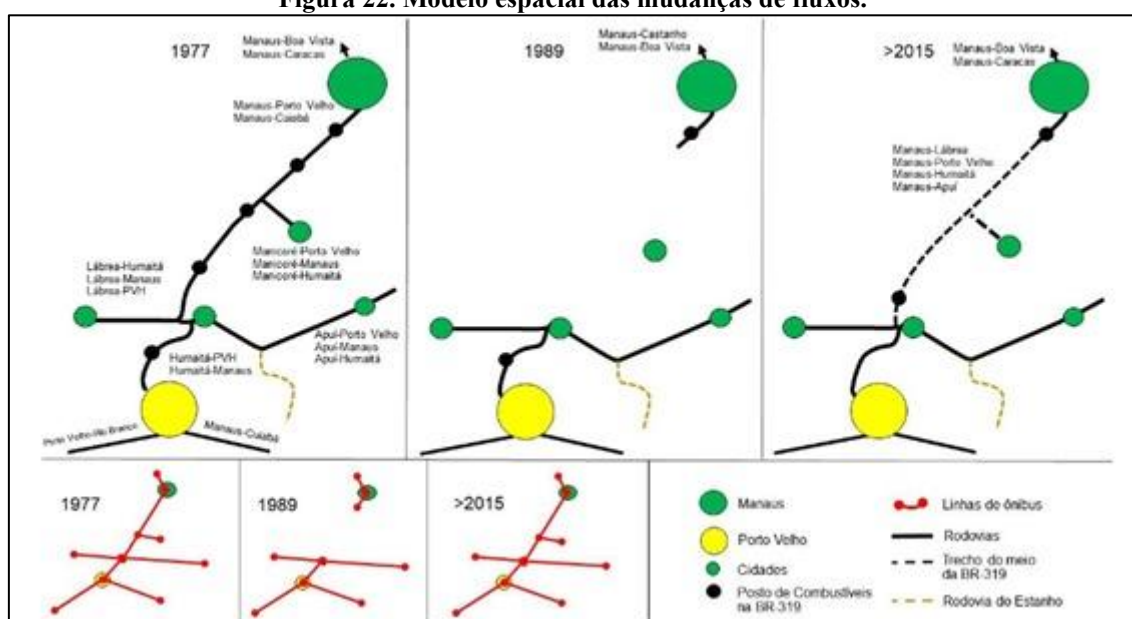 Figura 22. Modelo espacial das mudanças de fluxos.
1977
Manaus-Boa Vista
Manaus-Caracas
Manaus-Porto Velho
Manaus-Cuiabá
Manicoré-Porto Velho
Manicoré-Manaus
Manicoré-Humaitá
Lábrea-Humaitá
Lábrea-Manaus
Lábrea-PVH
Apuí-Porto Velho
Apuí-Manaus
Apuí-Humaitá
Humaitá-PVH
Humaitá-Manaus
Porto Velho-Rio Branco
Manaus-Cuiabá
1989
Manaus-Castanho
Manaus-Boa Vista
>2015
Manaus-Boa Vista
Manaus-Caracas
Manaus-Lábrea
Manaus-Porto Velho
Manaus-Humaitá
Manaus-Apuí
1977
1989
>2015
Manaus
Porto Velho
Cidades
Posto de Combustíveis
na BR-319
Linhas de ônibus
Rodovias
Trecho do meio
da BR-319
Rodovia do Estanho